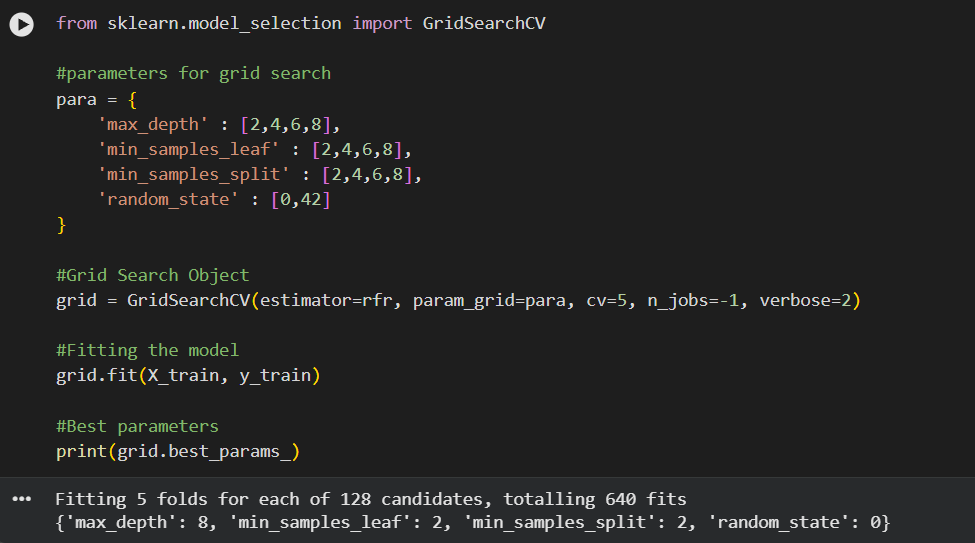 from sklearn.model_selection import GridSearchCV
#parameters for grid search
para = {
    'max_depth' : [2,4,6,8],
    'min_samples_leaf' : [2,4,6,8],
    'min_samples_split' : [2,4,6,8],
    'random_state' : [0,42]
}
#Grid Search Object
grid = GridSearchCV(estimator=rfr, param_grid=para, cv=5, n_jobs=-1, verbose=2)
#Fitting the model
grid.fit(X_train, y_train)
#Best parameters
print(grid.best_params_)
Fitting 5 folds for each of 128 candidates, totalling 640 fits
{'max_depth': 8, 'min_samples_leaf': 2, 'min_samples_split': 2, 'random_state': 0}